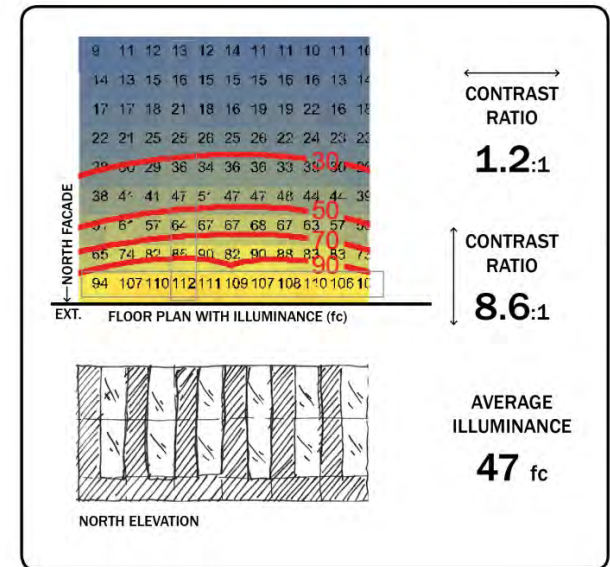 9 11 12 13 12 14 11 11 10 11
14 13 15 16 15 15 15 16 16 13
17 17 18 21 18 16 19 19 22 16
22 21 25 25 26 25 26 22 24 23
29 36 34 36 33
30
38 41 47 51 47 47 48 44 44 39
50
57 64 67 67 68 67 63 57
70
65 74 82 90 82 90 88 83 83
90
94 107 110 112 111 109 107 108 110 106
←NORTH FACADE
EXT. FLOOR PLAN WITH ILLUMINANCE (fc)
NORTH ELEVATION
CONTRAST
RATIO
1.2:1
CONTRAST
RATIO
8.6:1
AVERAGE
ILLUMINANCE
47 fc